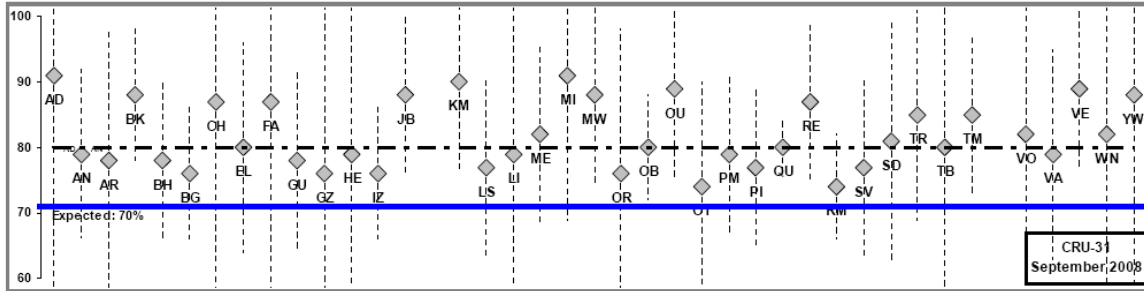 100
90
80
70
60
AD
AN
AR
BK
BH
BG
CH
EL
FA
GU
GZ
HE
IZ
JB
KM
LS
LI
ME
MI
MW
OR
OB
OU
OT
PM
PI
QU
RE
RM
SV
SD
TR
TB
TM
VO
VA
VE
WN
YW
Expected: 70%
CRU-31
September 2008